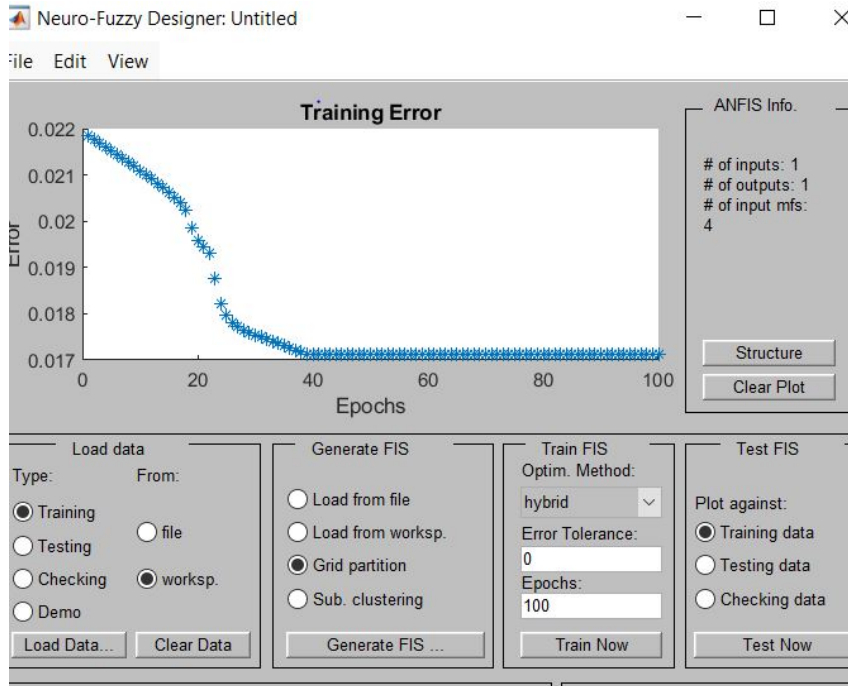 Neuro-Fuzzy Designer: Untitled
File Edit View
Training Error
0.022
0.021
0.02
0.019
0.018
0.017
Error
0 20 40 60 80 100
Epochs
ANFIS Info.
# of inputs: 1
# of outputs: 1
# of input mfs:
4
Structure
Clear Plot
Load data
Type: From:
Training
Testing
Checking
Demo
file
worksp.
Load Data... Clear Data
Generate FIS
Load from file
Load from worksp.
Grid partition
Sub. clustering
Generate FIS ...
Train FIS
Optim. Method:
hybrid
Error Tolerance:
0
Epochs:
100
Train Now
Test FIS
Plot against:
Training data
Testing data
Checking data
Test Now